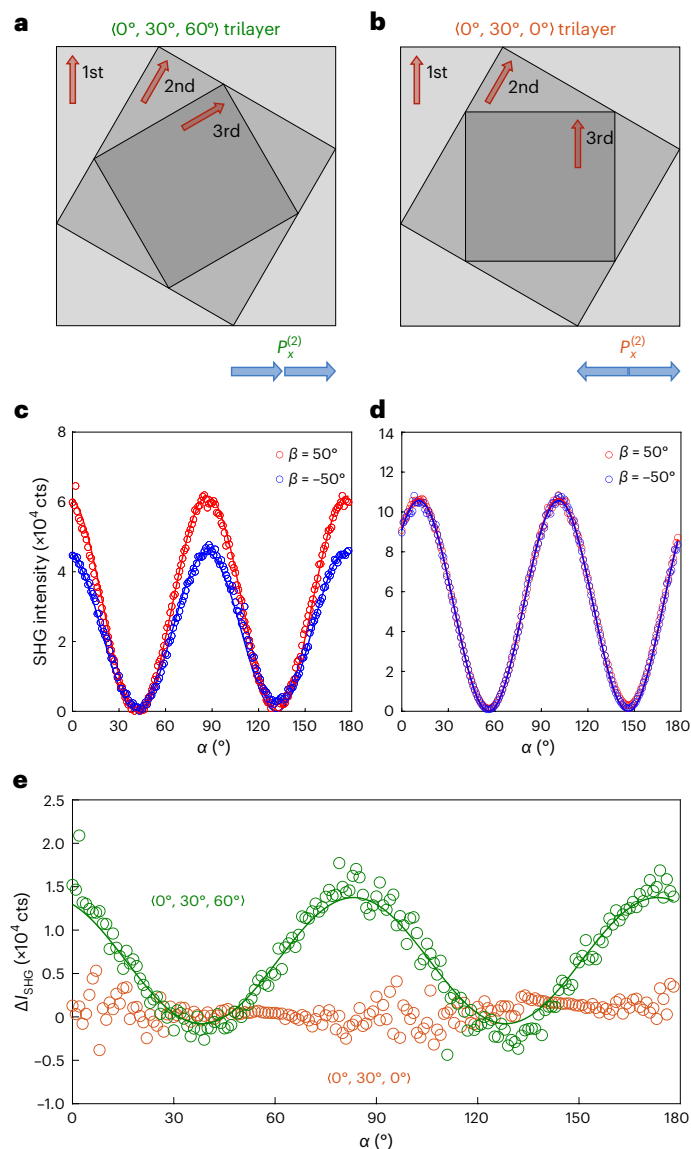 a
⟨0°, 30°, 60°⟩ trilayer
1st
2nd
3rd
P_x^(2)
b
⟨0°, 30°, 0°⟩ trilayer
1st
2nd
3rd
P_x^(2)
c
SHG intensity (×10⁴ cts)
8
6
4
2
0
β = 50°
β = −50°
0 30 60 90 120 150 180
α (°)
d
14
12
10
8
6
4
2
0
β = 50°
β = −50°
0 30 60 90 120 150 180
α (°)
e
ΔI_SHG (×10⁴ cts)
2.5
2.0
1.5
1.0
0.5
0
−0.5
−1.0
⟨0°, 30°, 60°⟩
⟨0°, 30°, 0°⟩
0 30 60 90 120 150 180
α (°)